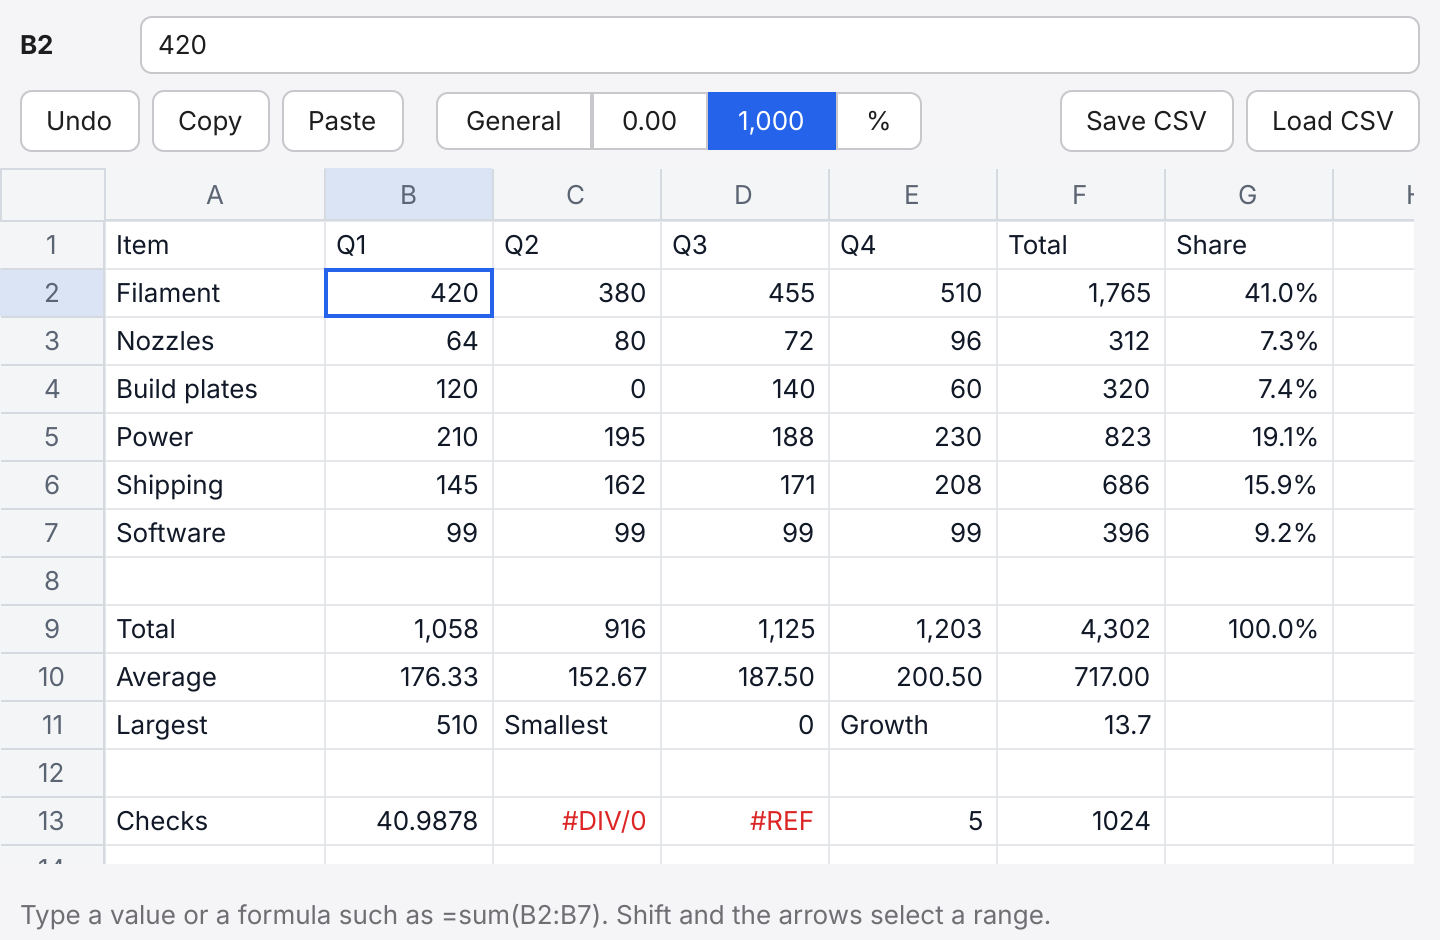 B2 420
Undo Copy Paste General 0.00 1,000 % Save CSV Load CSV
A B C D E F G
1 Item Q1 Q2 Q3 Q4 Total Share
2 Filament 420 380 455 510 1,765 41.0%
3 Nozzles 64 80 72 96 312 7.3%
4 Build plates 120 0 140 60 320 7.4%
5 Power 210 195 188 230 823 19.1%
6 Shipping 145 162 171 208 686 15.9%
7 Software 99 99 99 99 396 9.2%
8
9 Total 1,058 916 1,125 1,203 4,302 100.0%
10 Average 176.33 152.67 187.50 200.50 717.00
11 Largest 510 Smallest 0 Growth 13.7
12
13 Checks 40.9878 #DIV/0 #REF 5 1024
Type a value or a formula such as =sum(B2:B7). Shift and the arrows select a range.